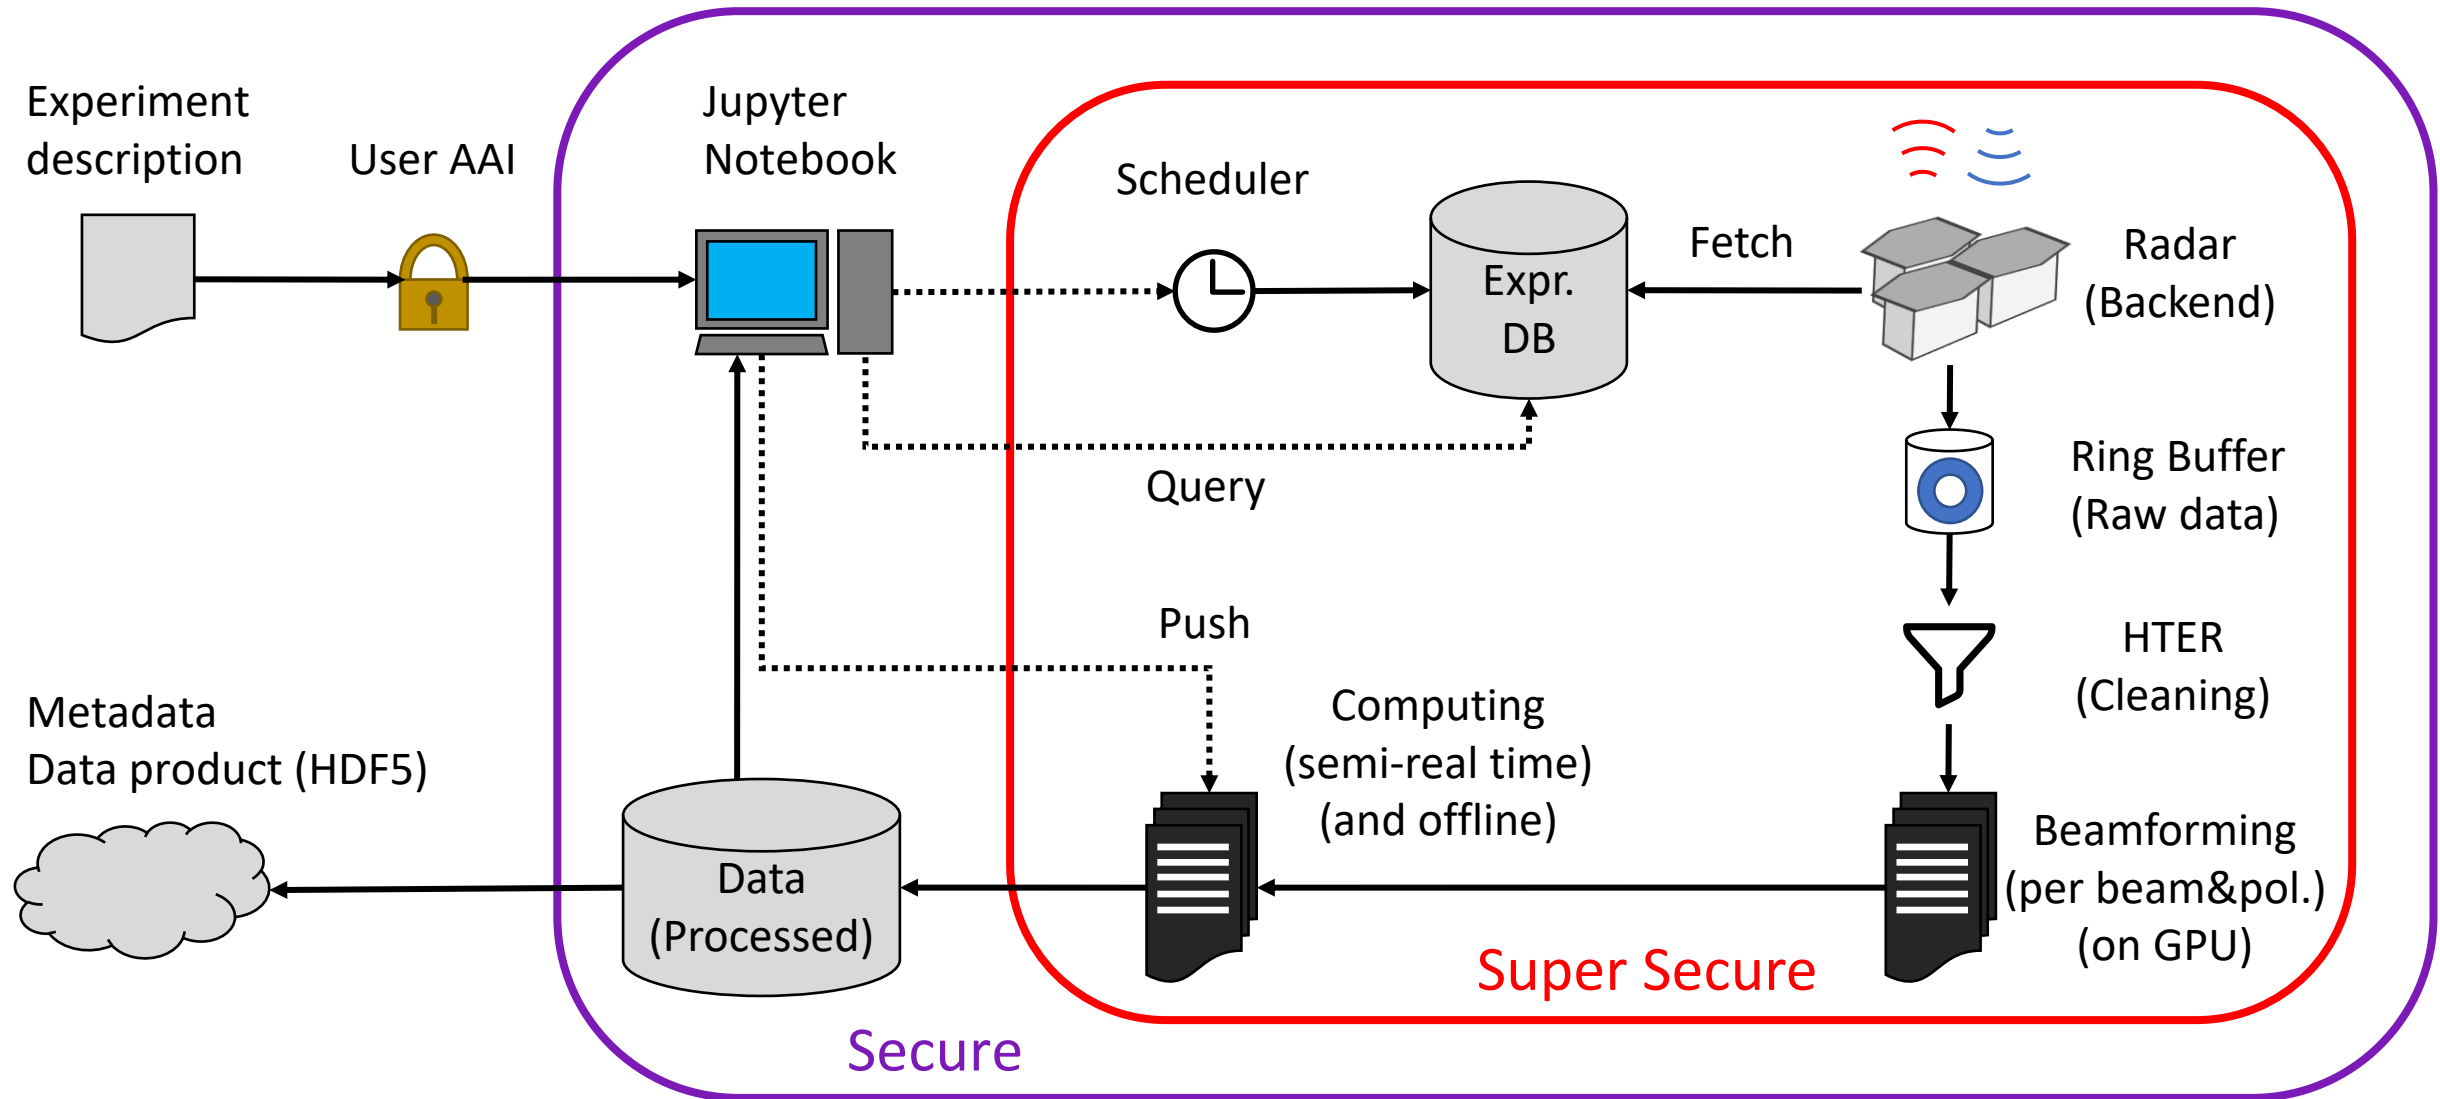 Experiment
description
User AAI
Jupyter
Notebook
Scheduler
Expr.
DB
Fetch
Radar
(Backend)
Query
Ring Buffer
(Raw data)
Push
HTER
(Cleaning)
Computing
(semi-real time)
(and offline)
Beamforming
(per beam&pol.)
(on GPU)
Metadata
Data product (HDF5)
Data
(Processed)
Super Secure
Secure